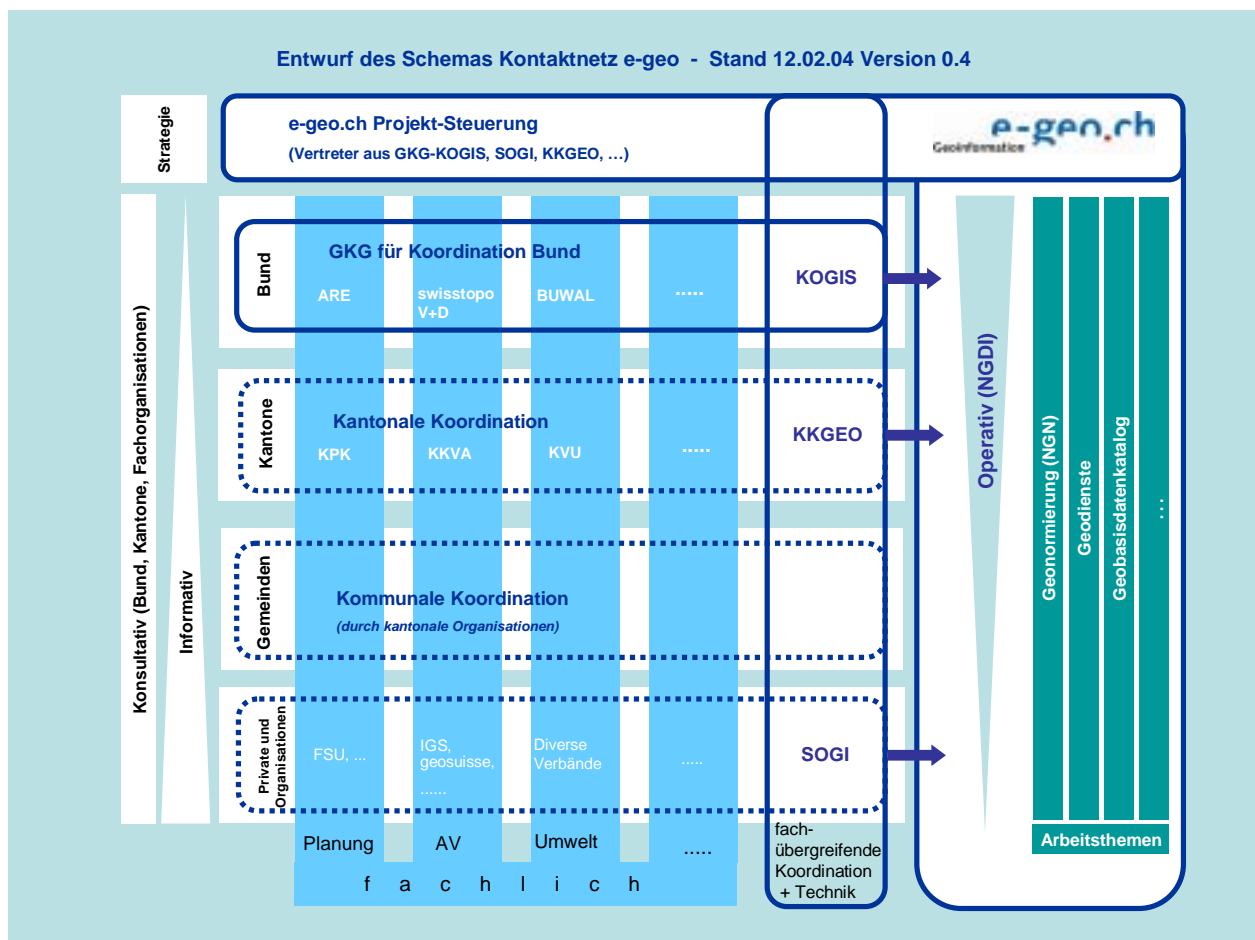 Entwurf des Schemas Kontaktnetz e-geo - Stand 12.02.04 Version 0.4
Strategie
e-geo.ch Projekt-Steuerung
(Vertreter aus GKG-KOGIS, SOGI, KKGEO, …)
e-geo.ch
Geoinformation
Konsultativ (Bund, Kantone, Fachorganisationen)
Informativ
Bund
GKG für Koordination Bund
ARE
swisstopo
V+D
BUWAL
.....
KOGIS
Kantone
Kantonale Koordination
KPK
KKVA
KVU
.....
KKGEO
Gemeinden
Kommunale Koordination
(durch kantonale Organisationen)
Private und
Organisationen
FSU, ...
IGS,
geosuisse,
......
Diverse
Verbände
.....
SOGI
Planung
AV
Umwelt
.....
f a c h l i c h
fach-
übergreifende
Koordination
+ Technik
Operativ (NGDI)
Geonormierung (NGN)
Geodienste
Geobasisdatenkatalog
…
Arbeitsthemen